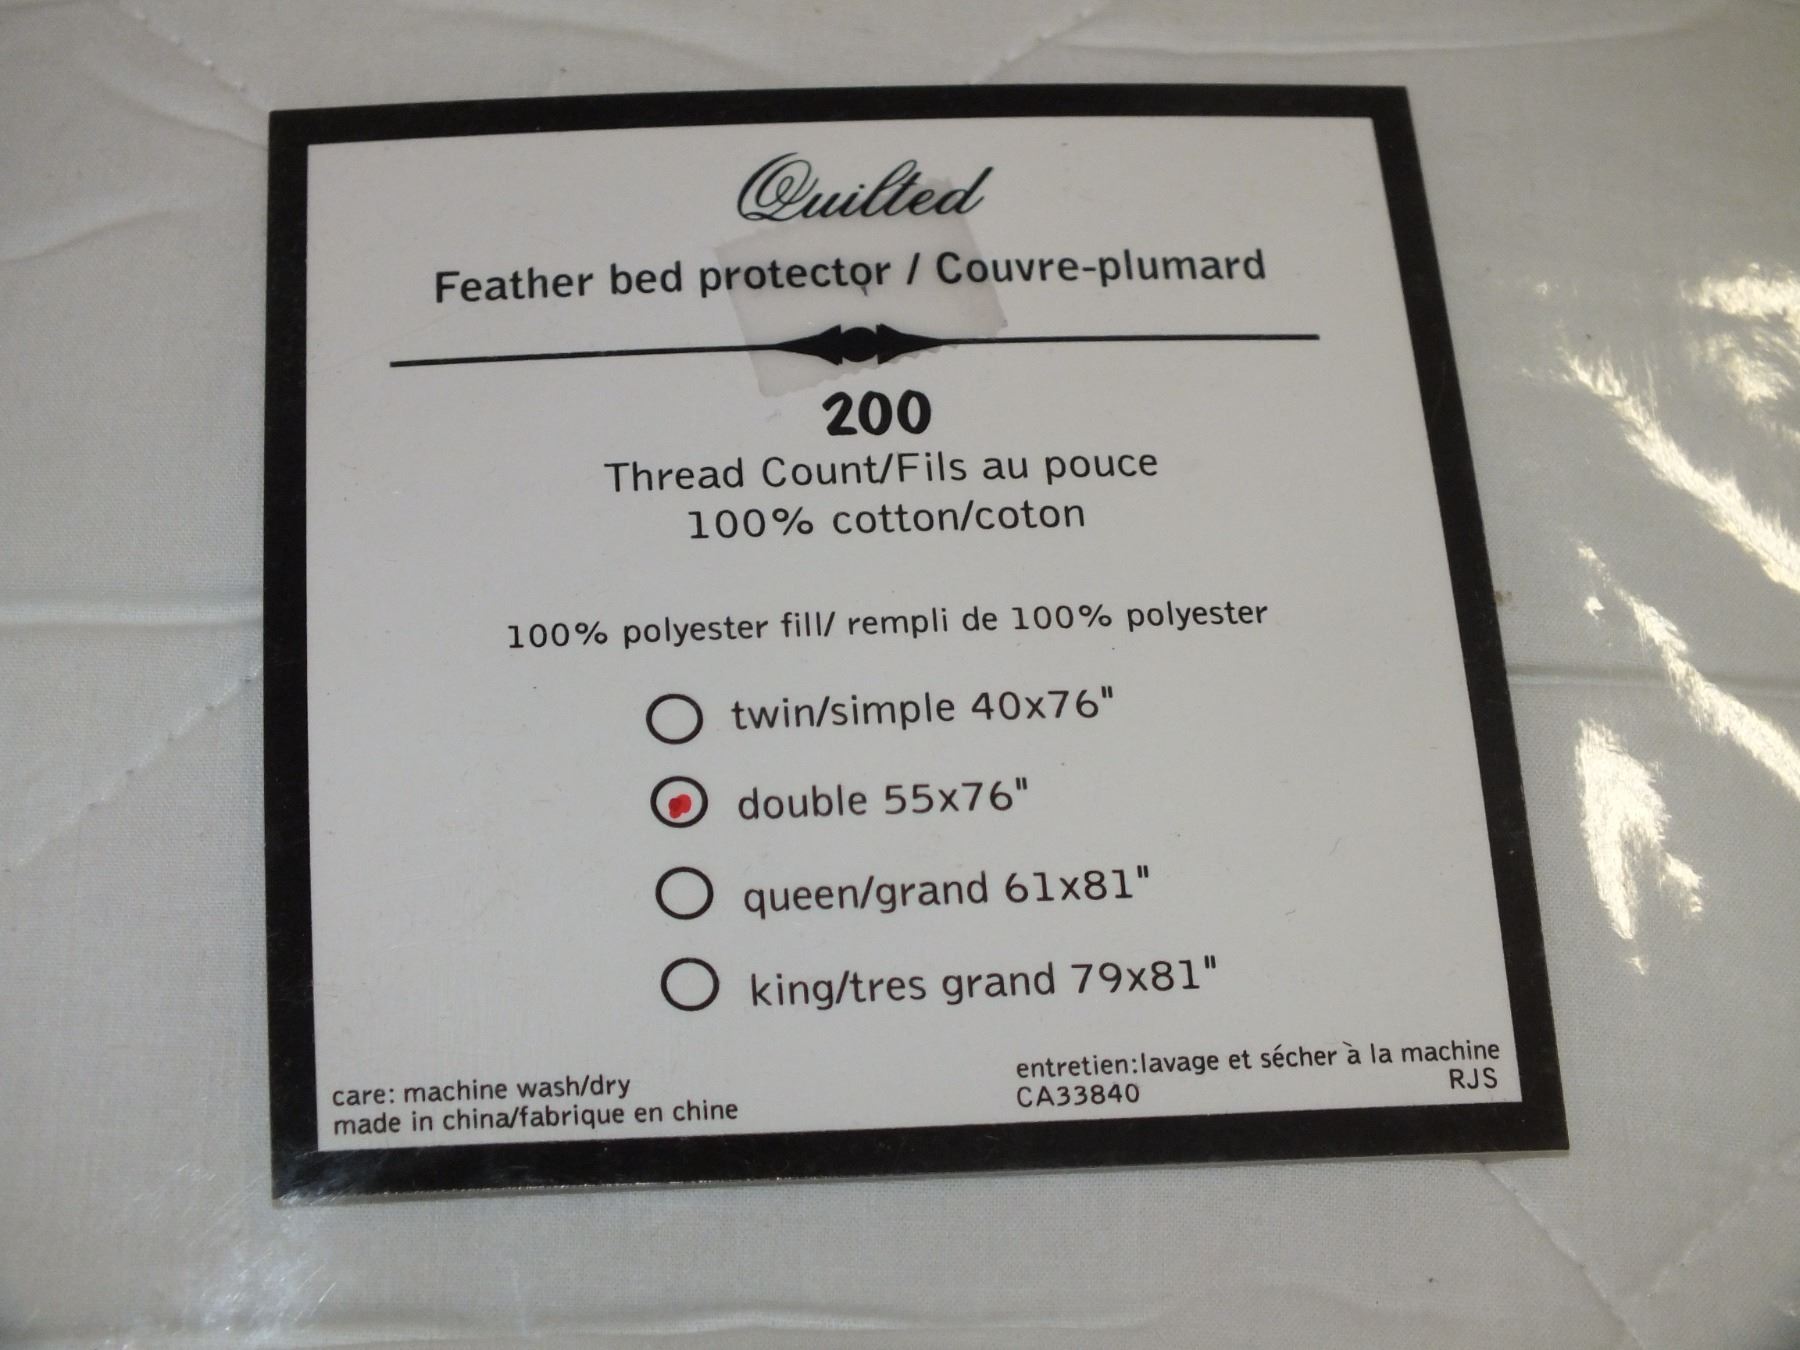 Quilted
Feather bed protector / Couvre-plumard
200
Thread Count/Fils au pouce
100% cotton/coton
100% polyester fill/ rempli de 100% polyester
twin/simple 40x76"
double 55x76"
queen/grand 61x81"
king/tres grand 79x81"
care: machine wash/dry
made in china/fabrique en chine
entretien:lavage et sécher à la machine
CA33840
RJS